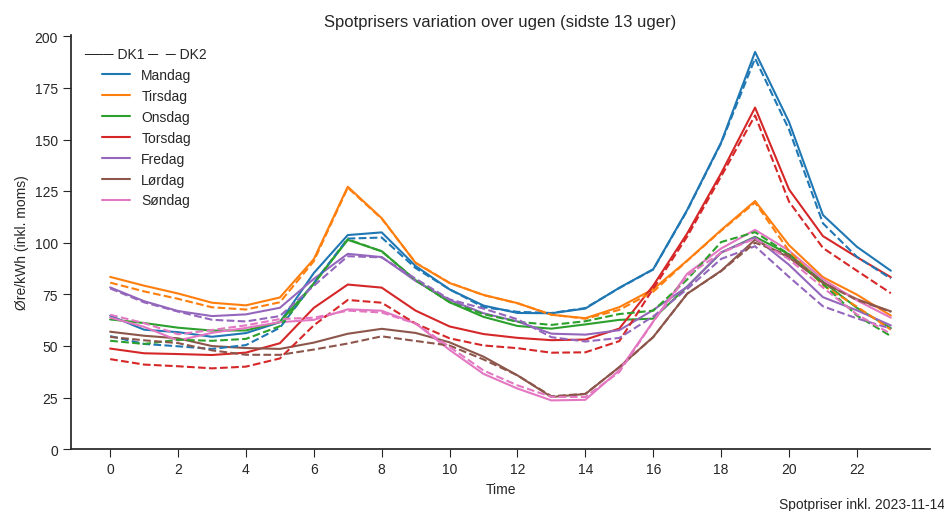 Spotprisers variation over ugen (sidste 13 uger)
DK1 DK2
Mandag
Tirsdag
Onsdag
Torsdag
Fredag
Lørdag
Søndag
Øre/kWh (inkl. moms)
200
175
150
125
100
75
50
25
0
0 2 4 6 8 10 12 14 16 18 20 22
Time
Spotpriser inkl. 2023-11-14